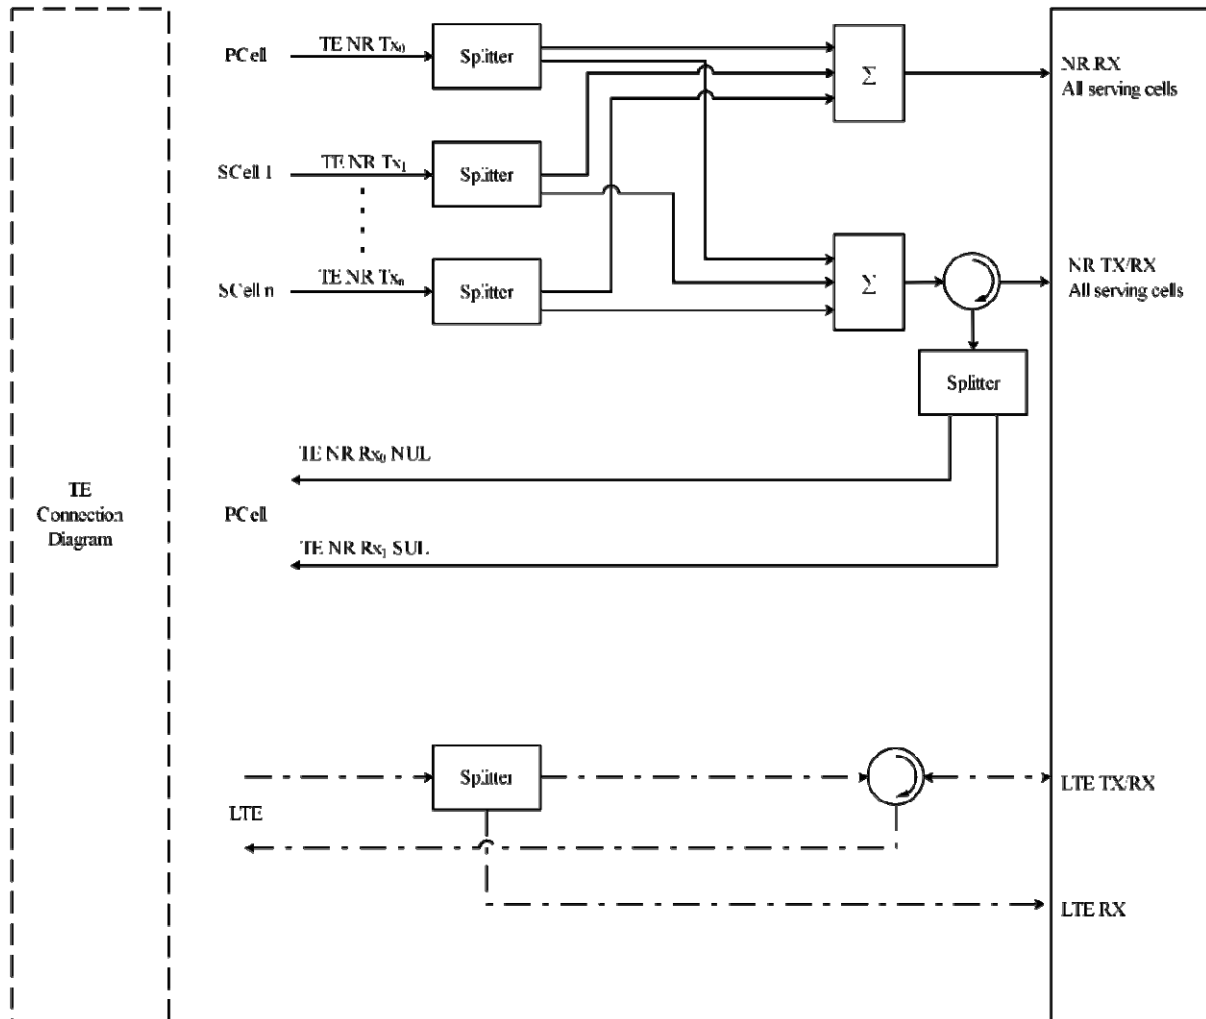 PCell
TE NR Tx₀
Splitter
Σ
NR RX
All serving cells
SCell 1
TE NR Tx₁
Splitter
SCell n
TE NR Txₙ
Splitter
Σ
NR TX/RX
All serving cells
Splitter
TE NR Rx₀ NUL
TE
Connection
Diagram
PCell
TE NR Rx₁ SUL
Splitter
LTE
LTE TX/RX
LTE RX